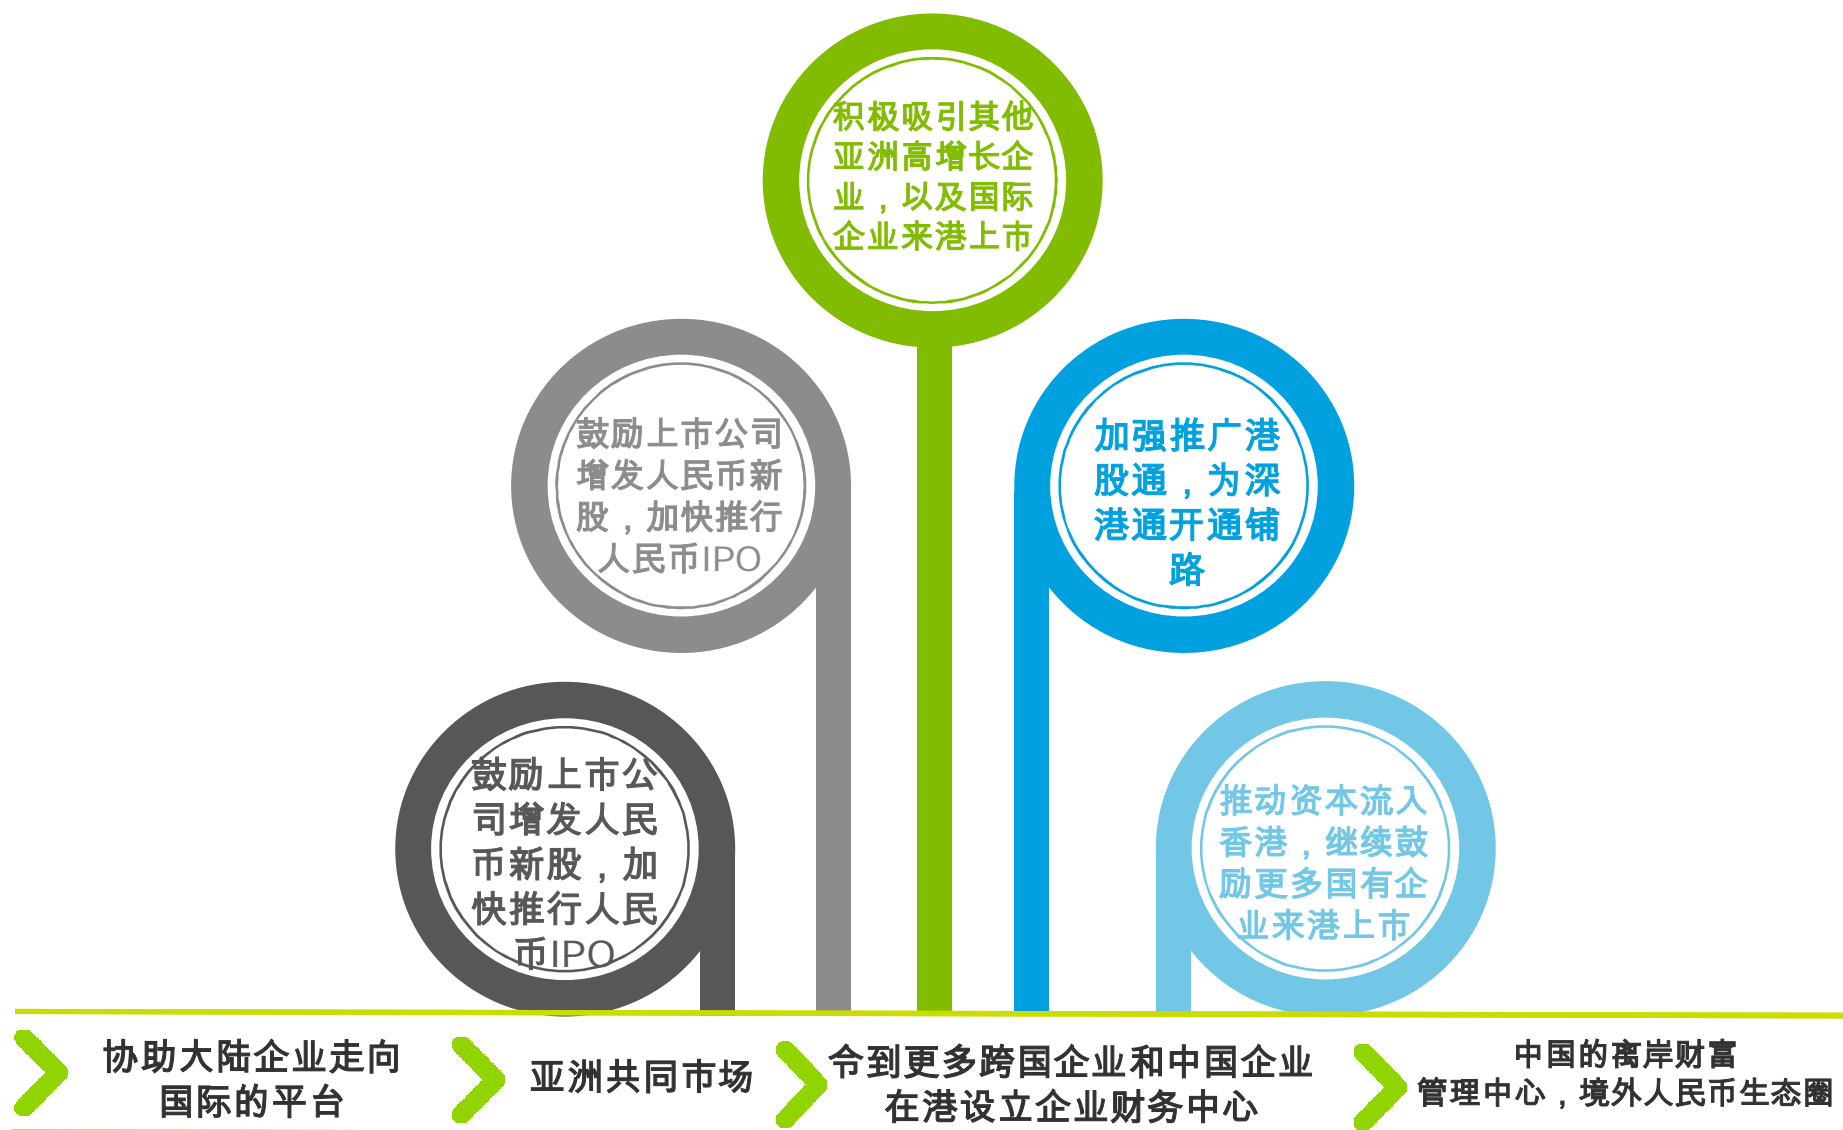 积极吸引其他
亚洲高增长企
业，以及国际
企业来港上市
鼓励上市公司
增发人民币新
股，加快推行
人民币IPO
加强推广港
股通，为深
港通开通铺
路
鼓励上市公
司增发人民
币新股，加
快推行人民
币IPO
推动资本流入
香港，继续鼓
励更多国有企
业来港上市
协助大陆企业走向
国际的平台
亚洲共同市场
令到更多跨国企业和中国企业
在港设立企业财务中心
中国的离岸财富
管理中心，境外人民币生态圈